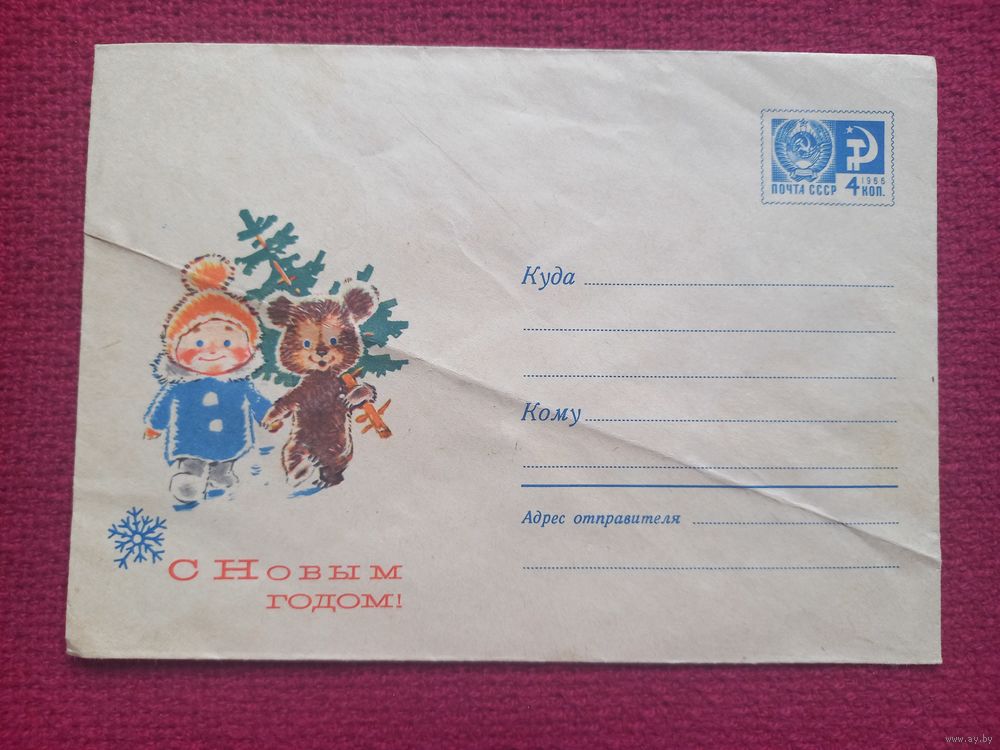 1966
ПОЧТА СССР 4 КОП.
Куда
Кому
Адрес отправителя
С НОВЫМ
ГОДОМ!
www.ay.by